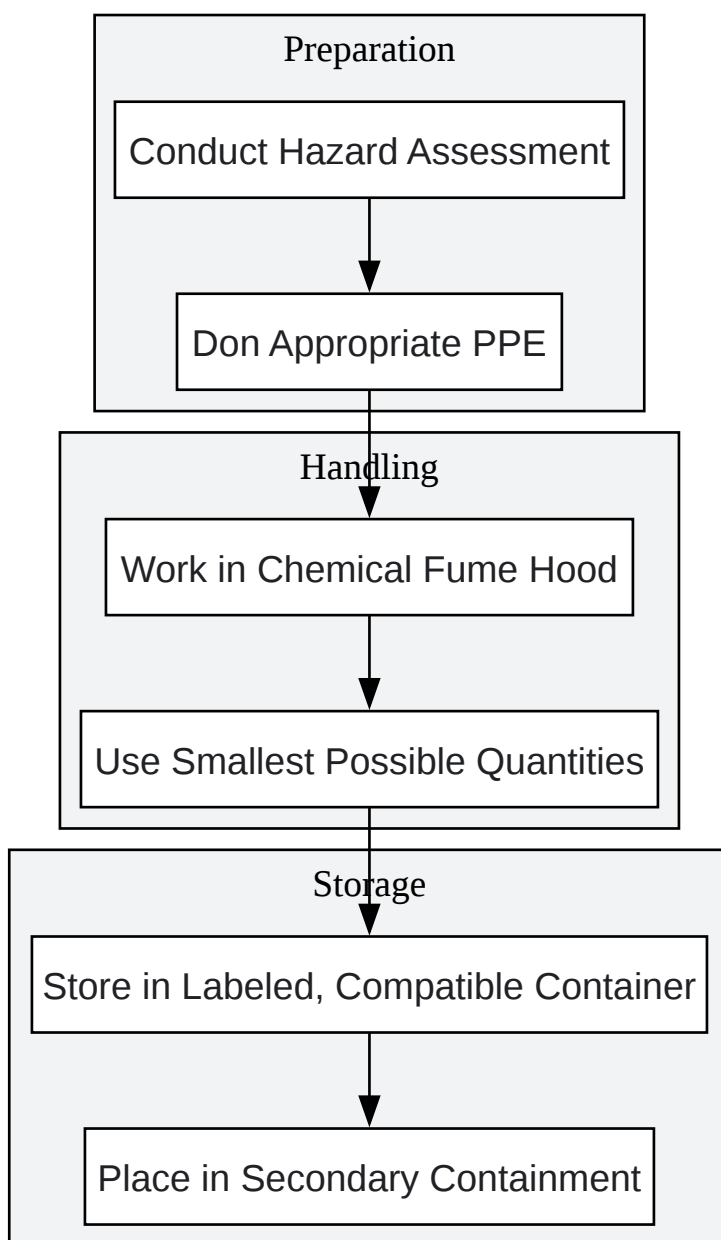 Preparation
Conduct Hazard Assessment
Don Appropriate PPE
Handling
Work in Chemical Fume Hood
Use Smallest Possible Quantities
Storage
Store in Labeled, Compatible Container
Place in Secondary Containment